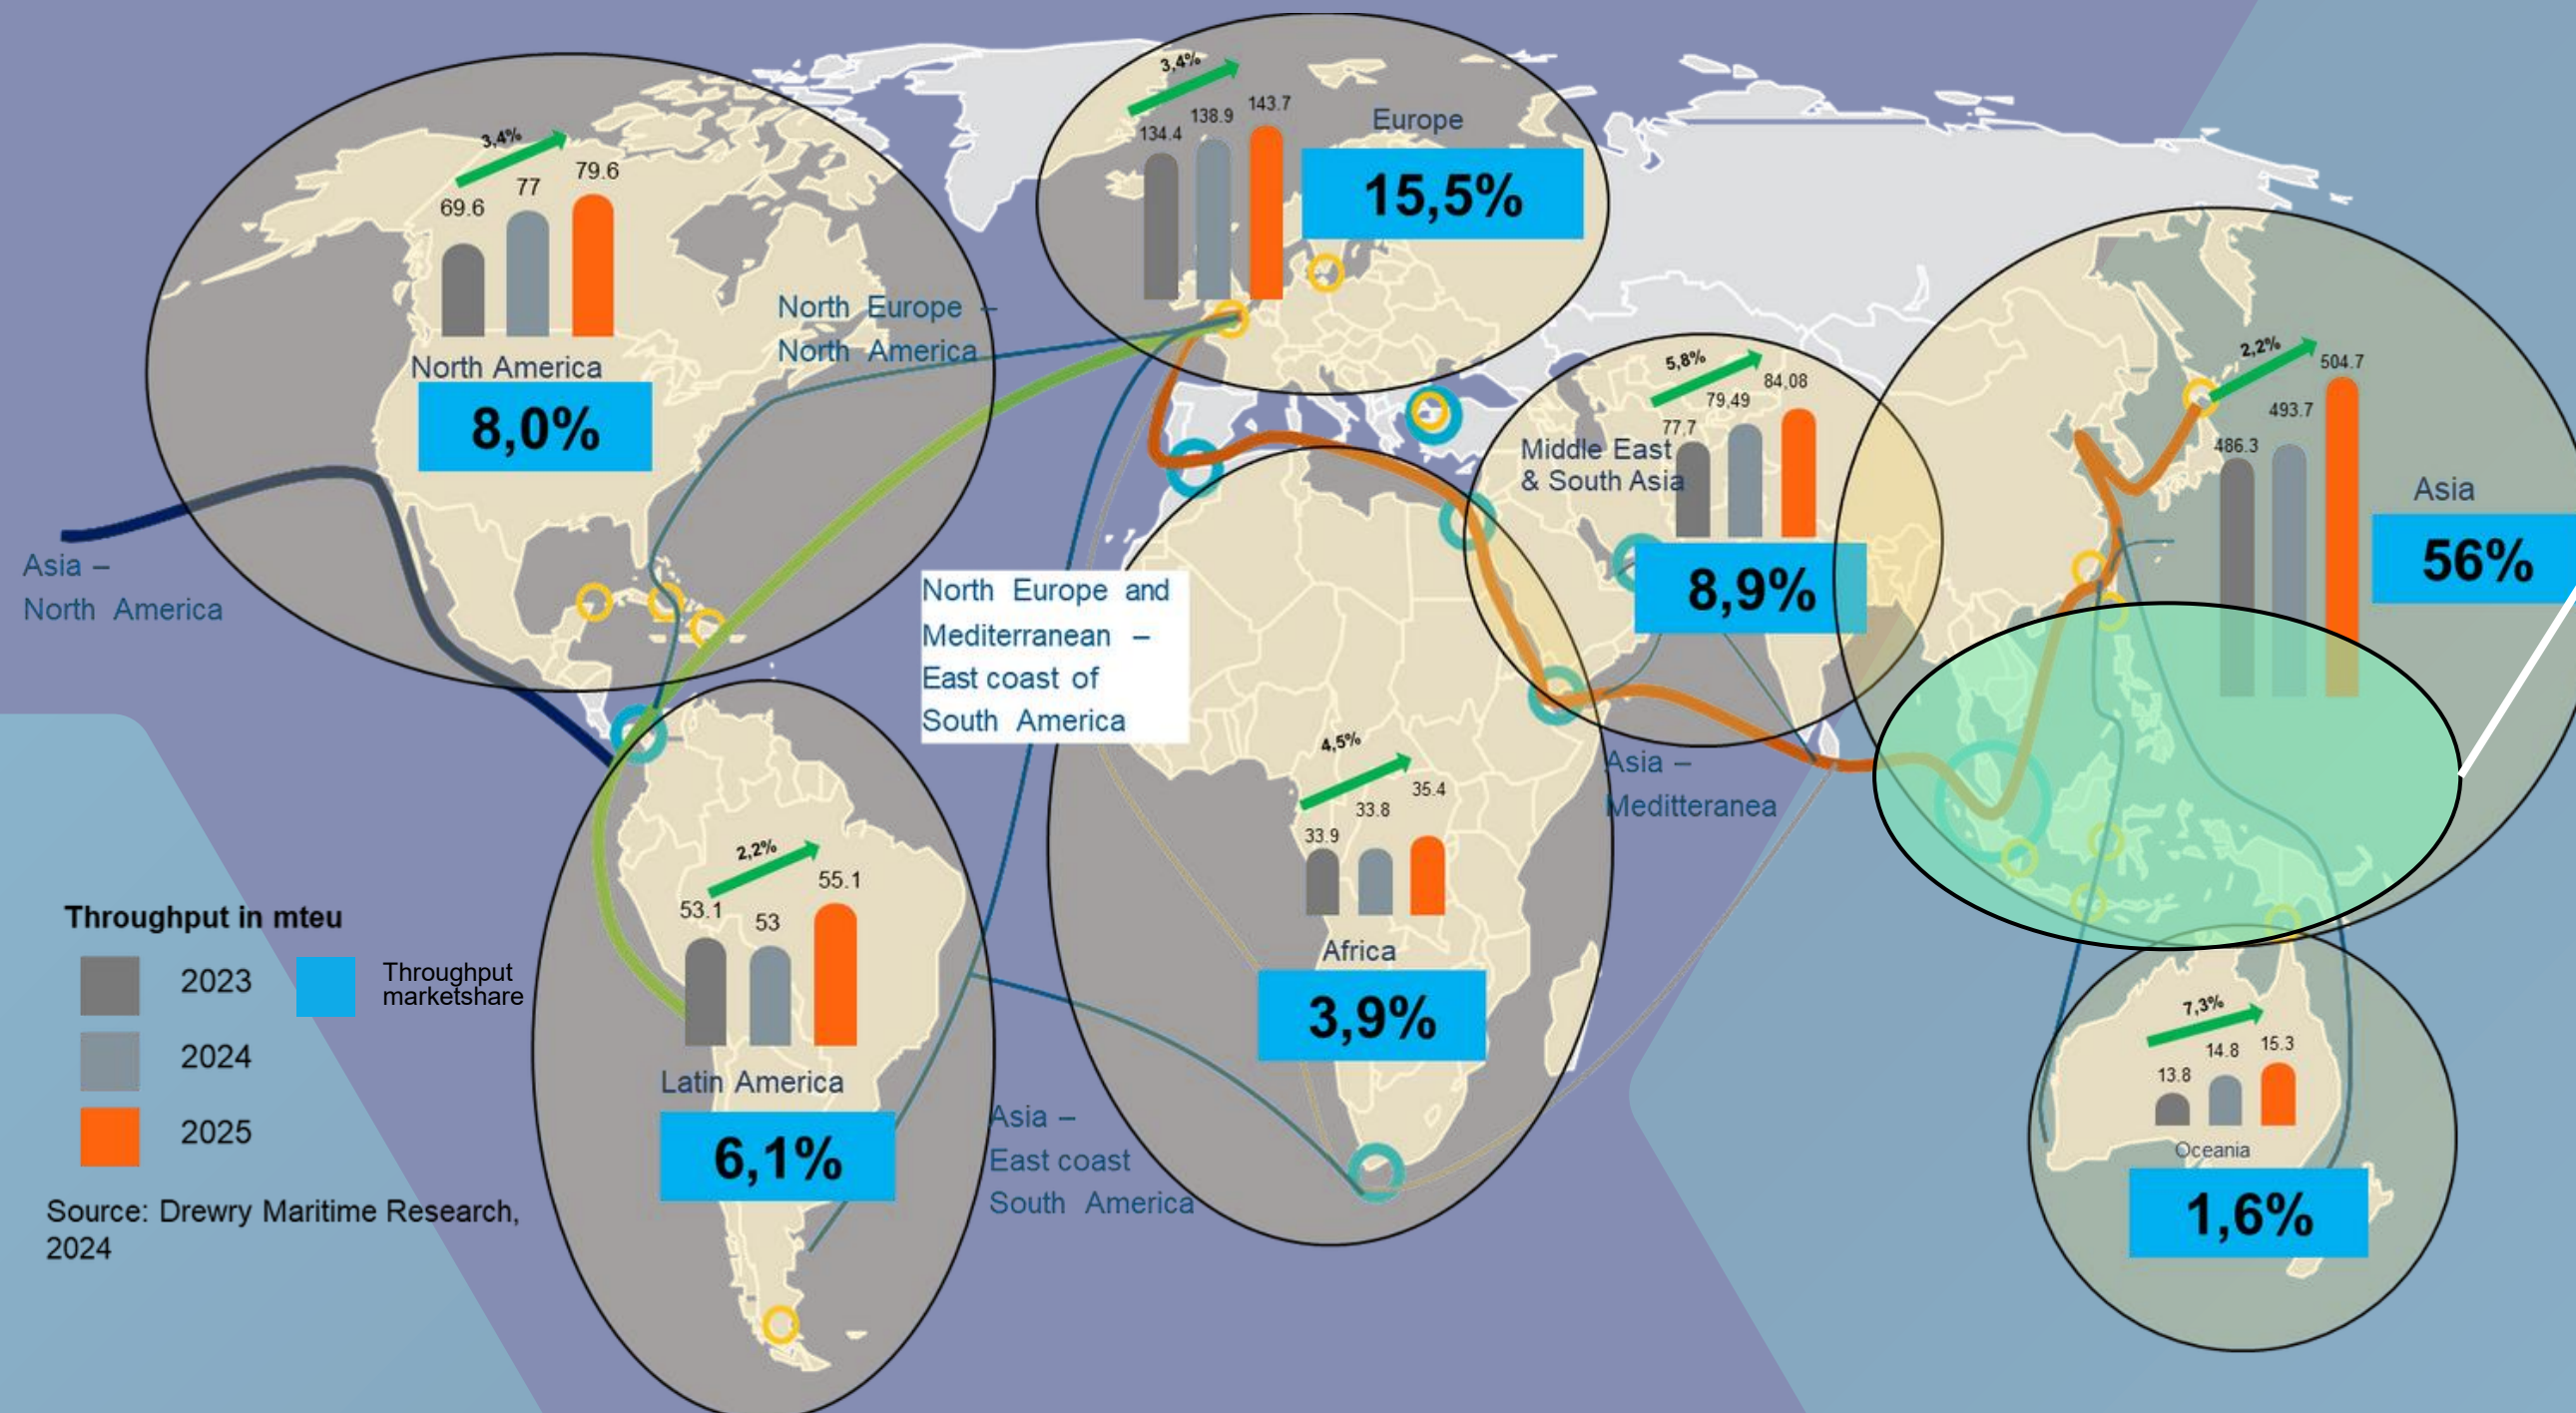 3,4%
69.6
77
79.6
North America
8,0%
North Europe –
North America
Asia –
North America
3,4%
134.4
138.9
143.7
Europe
15,5%
5,8%
77,7
79,49
84,08
Middle East
& South Asia
8,9%
2,2%
486.3
493.7
504.7
Asia
56%
North Europe and
Mediterranean –
East coast of
South America
Asia –
Meditteranea
4,5%
33.9
33.8
35.4
Africa
3,9%
2,2%
53.1
53
55.1
Latin America
6,1%
Asia –
East coast
South America
7,3%
13.8
14.8
15.3
Oceania
1,6%
Throughput in mteu
2023
2024
2025
Throughput
marketshare
Source: Drewry Maritime Research,
2024